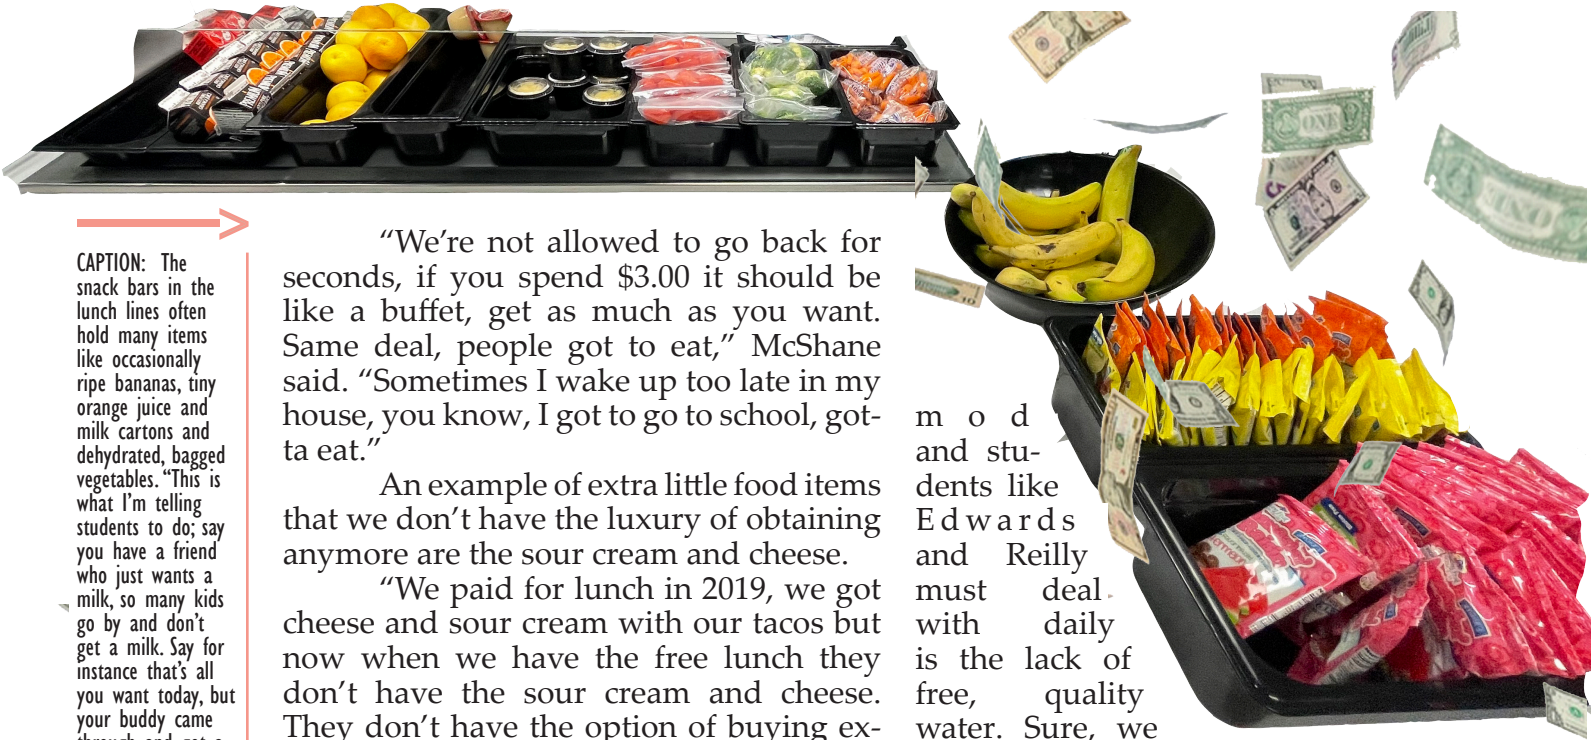 CAPTION: The
snack bars in the
lunch lines often
hold many items
like occasionally
ripe bananas, tiny
orange juice and
milk cartons and
dehydrated, bagged
vegetables. “This is
what I’m telling
students to do; say
you have a friend
who just wants a
milk, so many kids
go by and don’t
get a milk. Say for
instance that’s all
you want today, but
your buddy came
through and got a
“We’re not allowed to go back for
seconds, if you spend $3.00 it should be
like a buffet, get as much as you want.
Same deal, people got to eat,” McShane
said. “Sometimes I wake up too late in my
house, you know, I got to go to school, got-
ta eat.”
An example of extra little food items
that we don’t have the luxury of obtaining
anymore are the sour cream and cheese.
“We paid for lunch in 2019, we got
cheese and sour cream with our tacos but
now when we have the free lunch they
don’t have the sour cream and cheese.
They don’t have the option of buying ex-
m o d
and stu-
dents like
Edwards
and Reilly
must deal
with daily
is the lack of
free, quality
water. Sure, we
ONE